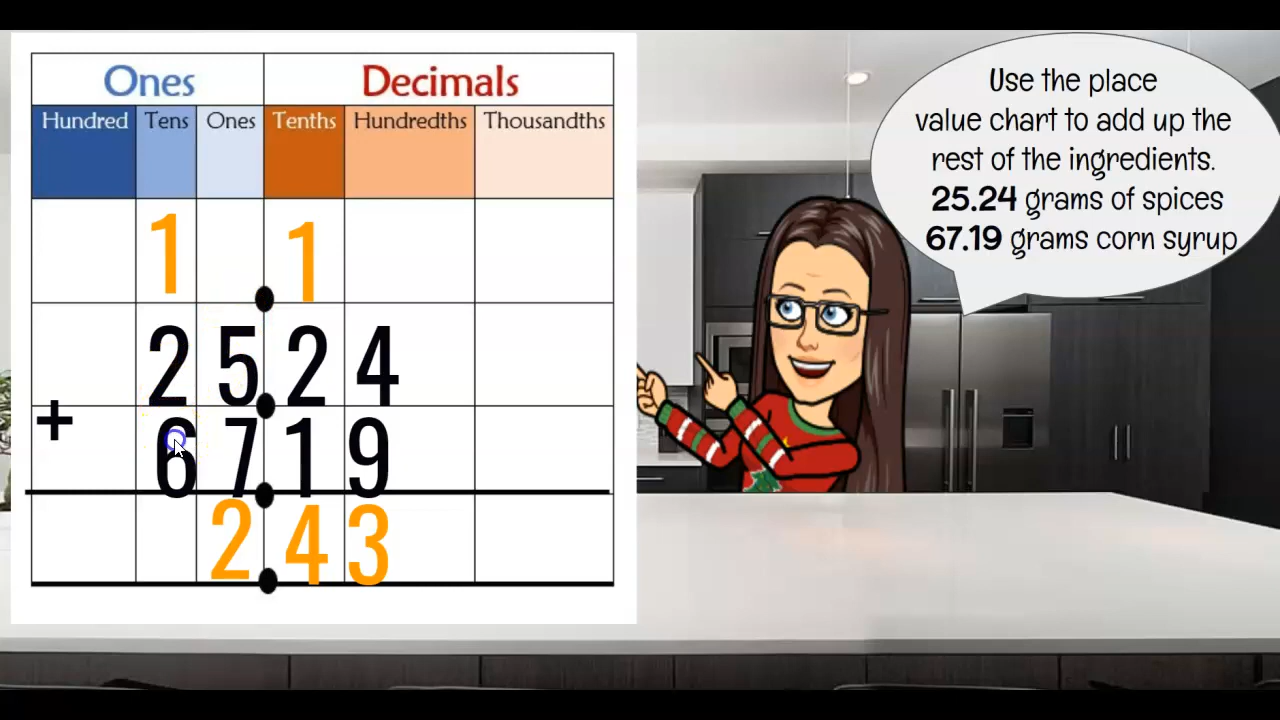 Ones Decimals
Hundred Tens Ones Tenths Hundredths Thousandths
1 1
2 5 2 4
+ 6 7 1 9
2 4 3
Use the place
value chart to add up the
rest of the ingredients.
25.24 grams of spices
67.19 grams corn syrup